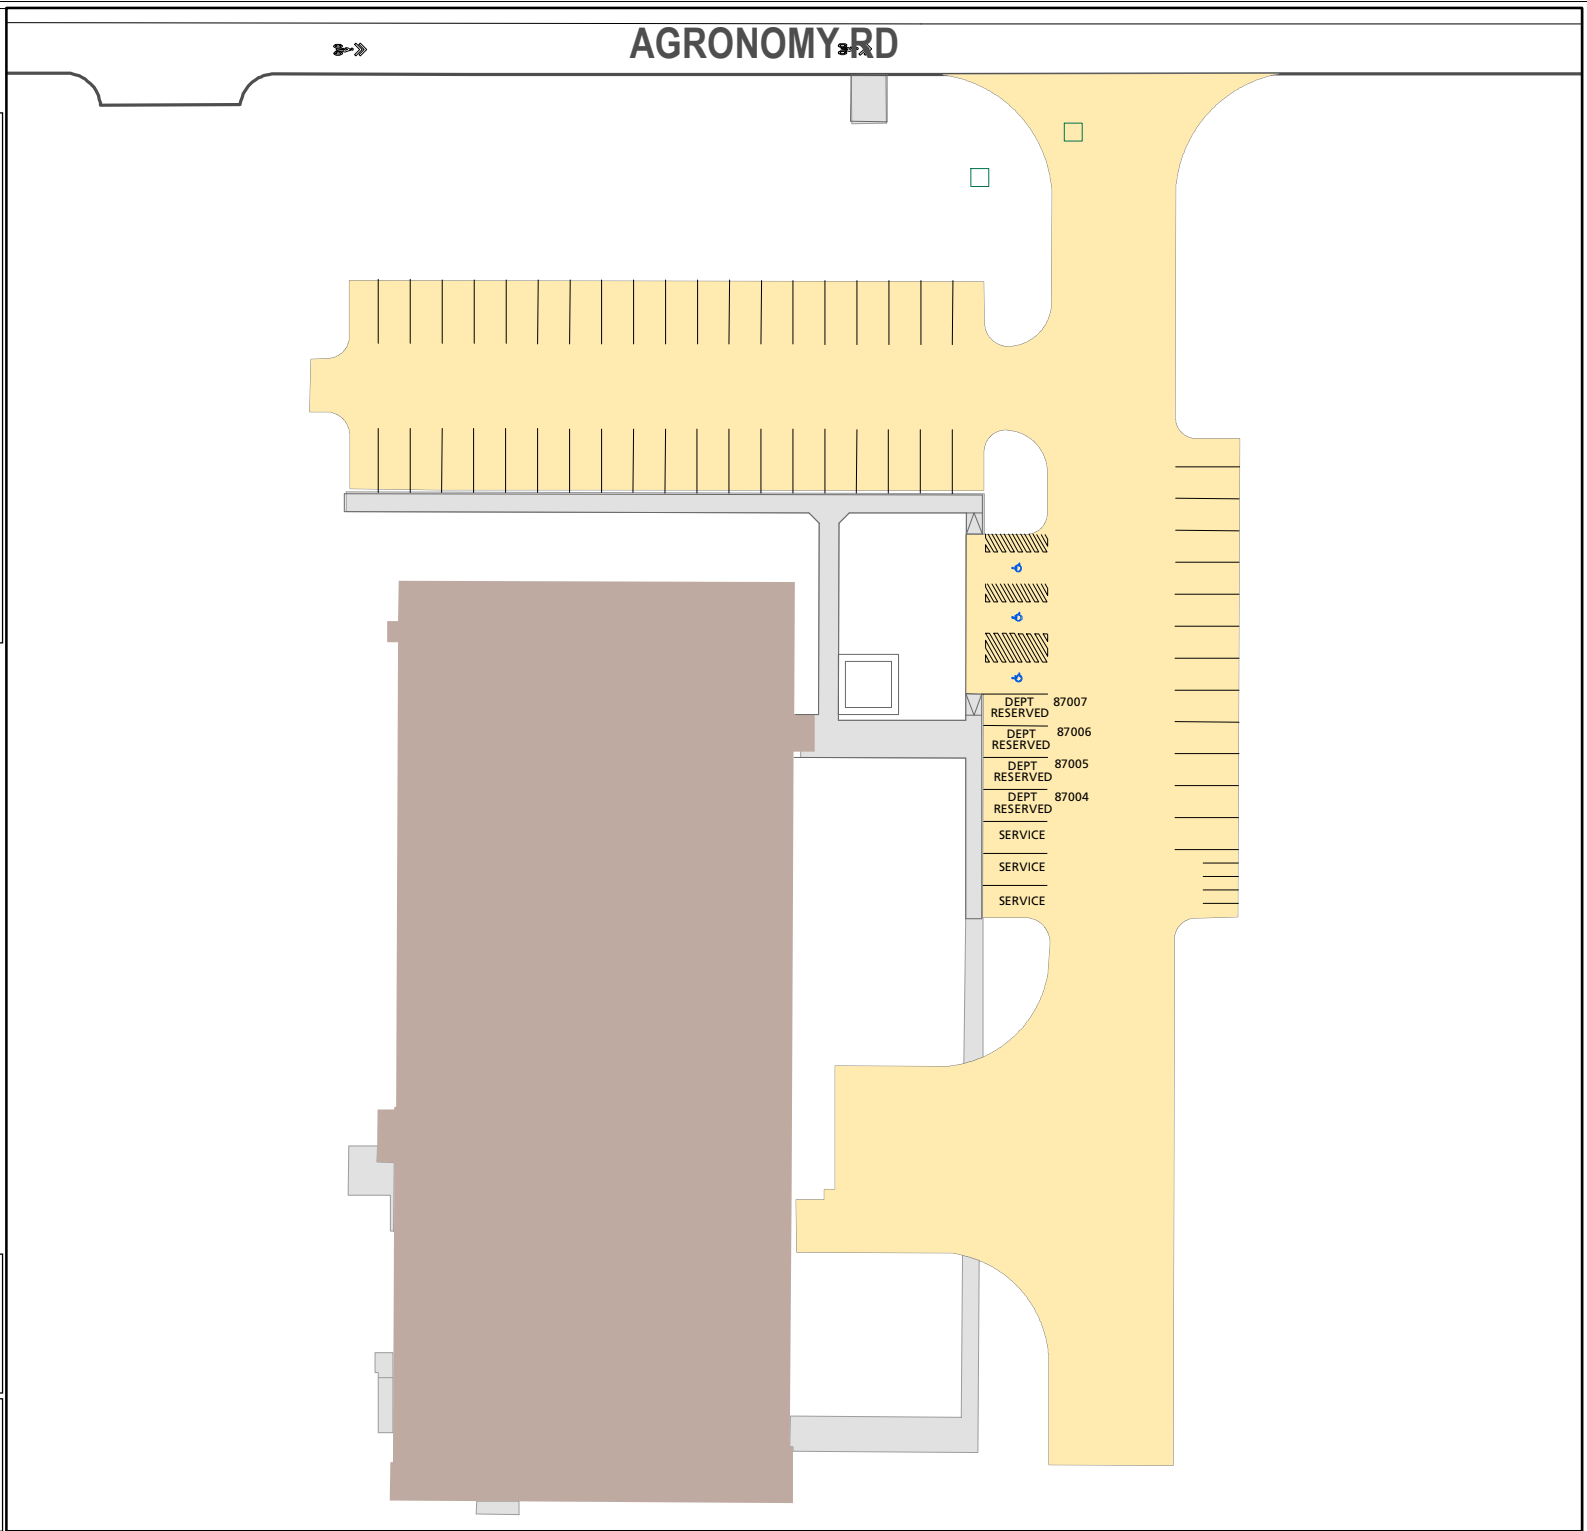 AGRONOMY RD
DEPT
RESERVED
87007
DEPT
RESERVED
87006
DEPT
RESERVED
87005
DEPT
RESERVED
87004
SERVICE
SERVICE
SERVICE